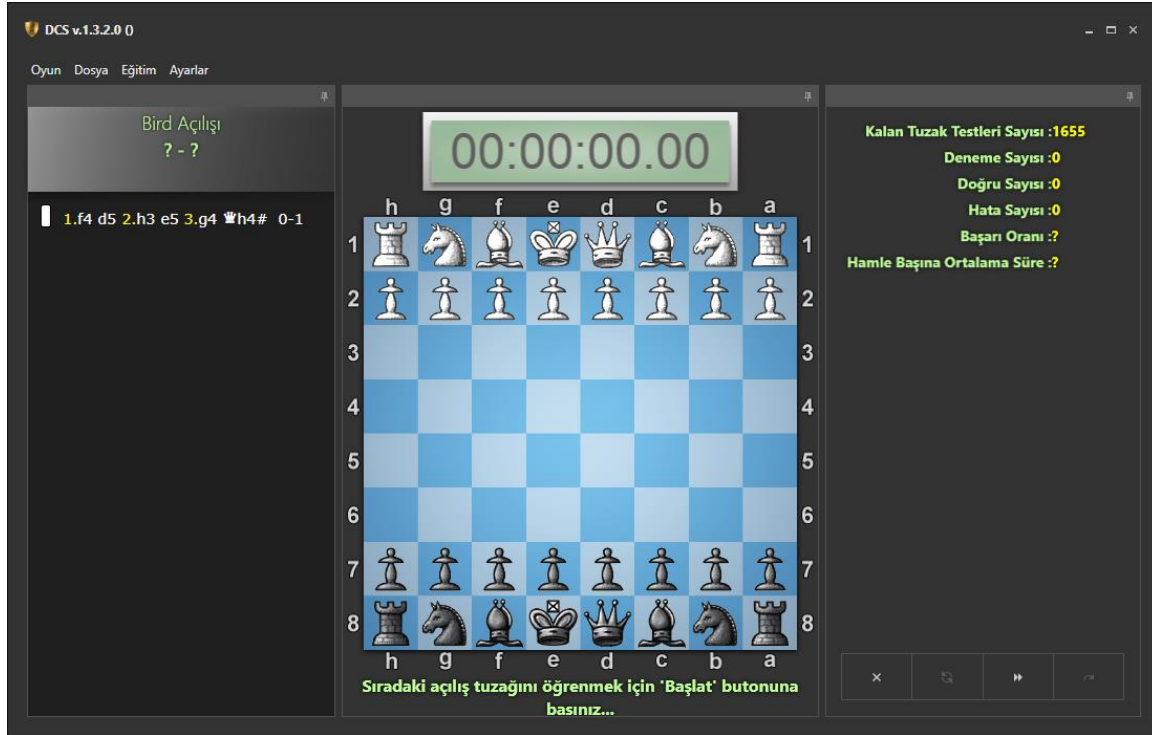 DCS v.1.3.2.0 ()
Oyun Dosya Eğitim Ayarlar
Bird Açılışı
? - ?
1.f4 d5 2.h3 e5 3.g4 ♛h4# 0-1
00:00:00.00
h g f e d c b a
1 1
2 2
3 3
4 4
5 5
6 6
7 7
8 8
h g f e d c b a
Sıradaki açılış tuzağını öğrenmek için 'Başlat' butonuna
basınız...
Kalan Tuzak Testleri Sayısı :1655
Deneme Sayısı :0
Doğru Sayısı :0
Hata Sayısı :0
Başarı Oranı :?
Hamle Başına Ortalama Süre :?